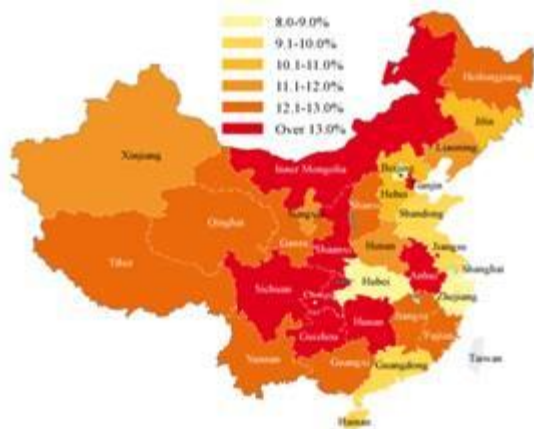 8.0-9.0%
9.1-10.0%
10.1-11.0%
11.1-12.0%
12.1-13.0%
Over 13.0%
Heilongjiang
Jilin
Liaoning
Xinjiang
Inner Mongolia
Beijing
Tianjin
Hebei
Shanxi
Ningxia
Shandong
Qinghai
Gansu
Shaanxi
Henan
Jiangsu
Tibet
Sichuan
Hubei
Anhui
Shanghai
Zhejiang
Hunan
Jiangxi
Guizhou
Fujian
Yunnan
Guangxi
Guangdong
Taiwan
Hainan